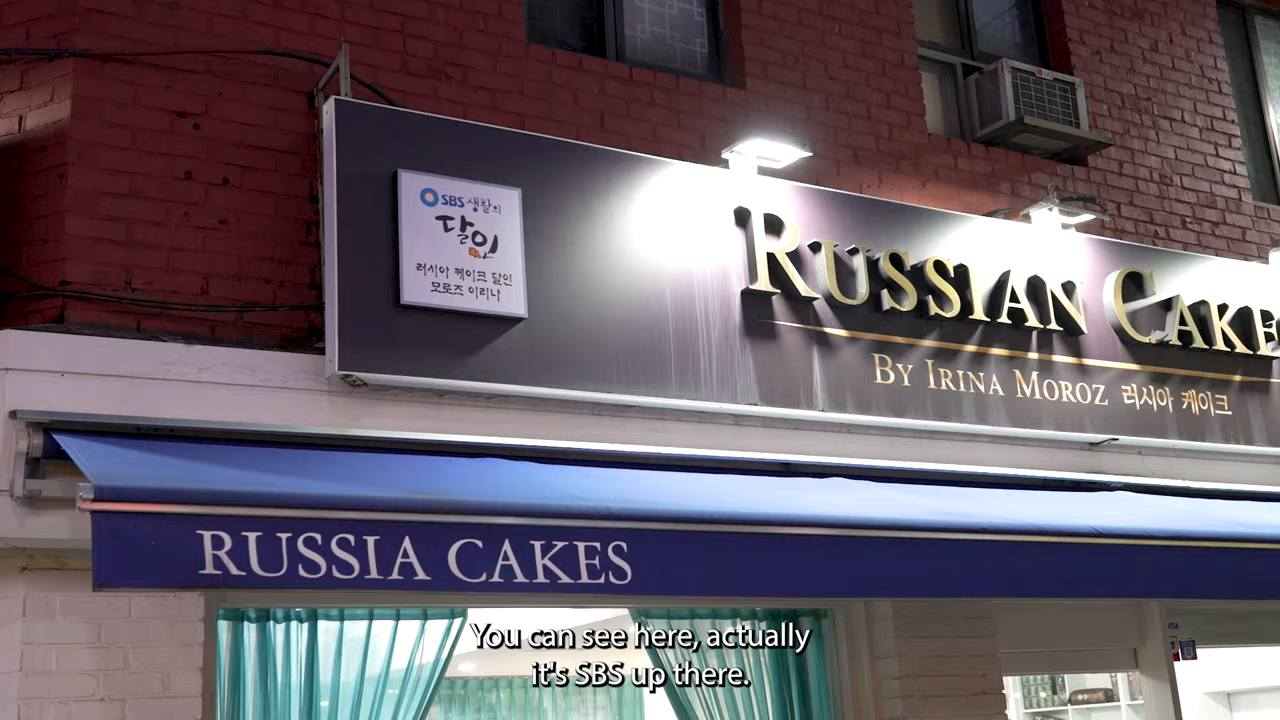 SBS 생활의
달인
러시아 케이크 달인
모로즈 이리나
RUSSIAN CAKE
BY IRINA MOROZ 러시아 케이크
RUSSIA CAKES
You can see here, actually
it's SBS up there.